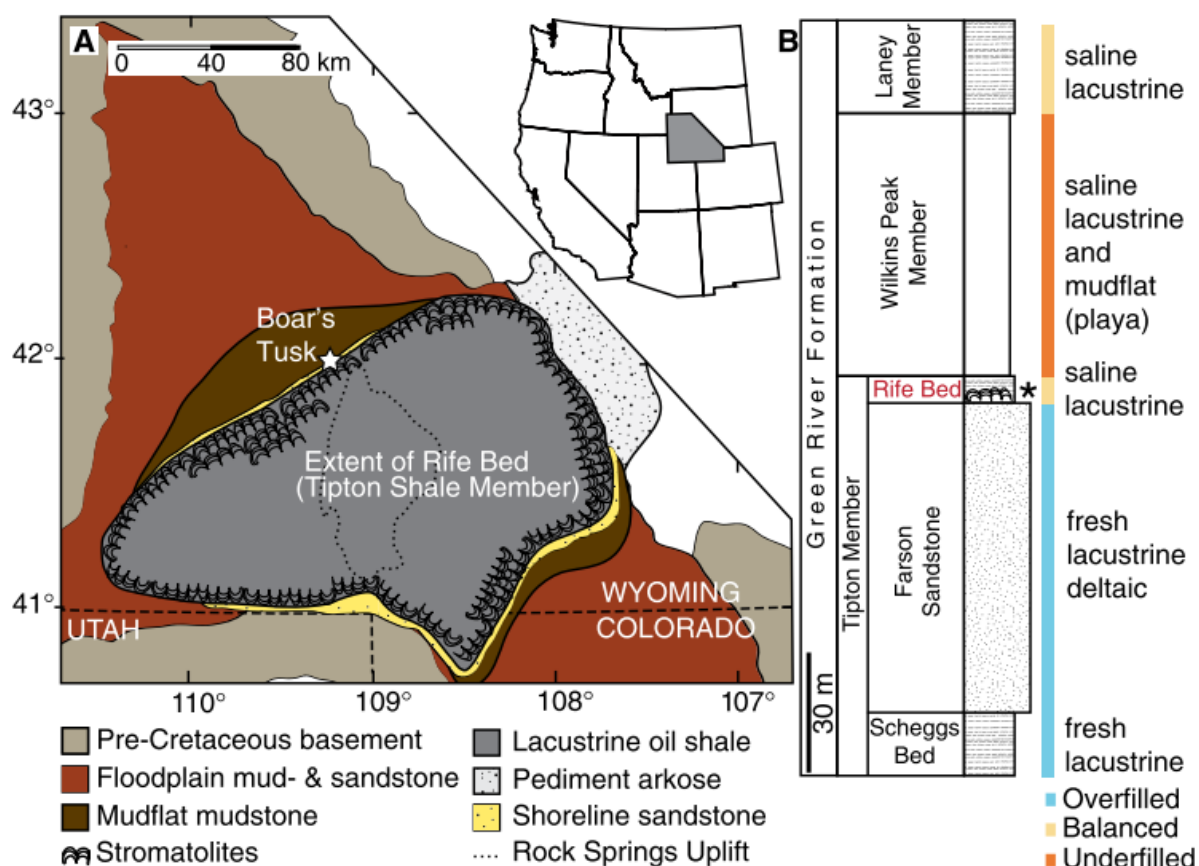 A
0 40 80 km
43°
42°
41°
110° 109° 108° 107°
Boar's
Tusk
Extent of Rife Bed
(Tipton Shale Member)
WYOMING
COLORADO
UTAH
Pre-Cretaceous basement
Floodplain mud- & sandstone
Mudflat mudstone
Stromatolites
Lacustrine oil shale
Pediment arkose
Shoreline sandstone
Rock Springs Uplift
B
Green River Formation
30 m
Laney
Member
Wilkins Peak
Member
Tipton Member
Rife Bed
*
Farson
Sandstone
Scheggs
Bed
saline
lacustrine
saline
lacustrine
and
mudflat
(playa)
saline
lacustrine
fresh
lacustrine
deltaic
fresh
lacustrine
Overfilled
Balanced
Underfilled